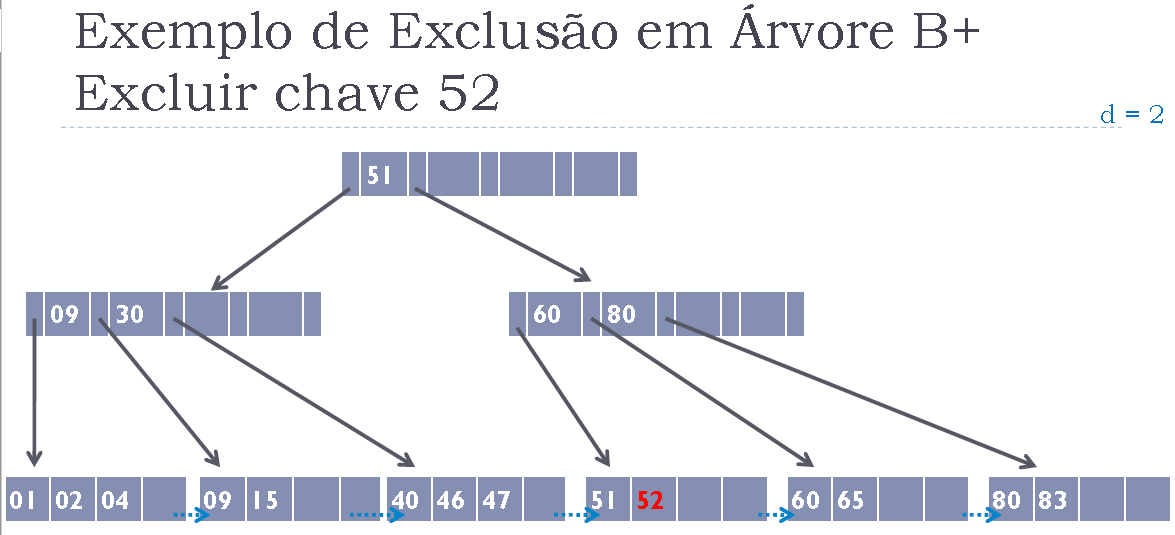 Exemplo de Exclusão em Árvore B+
Excluir chave 52
d = 2
51
09 30 60 80
01 02 04 09 15 40 46 47 51 52 60 65 80 83